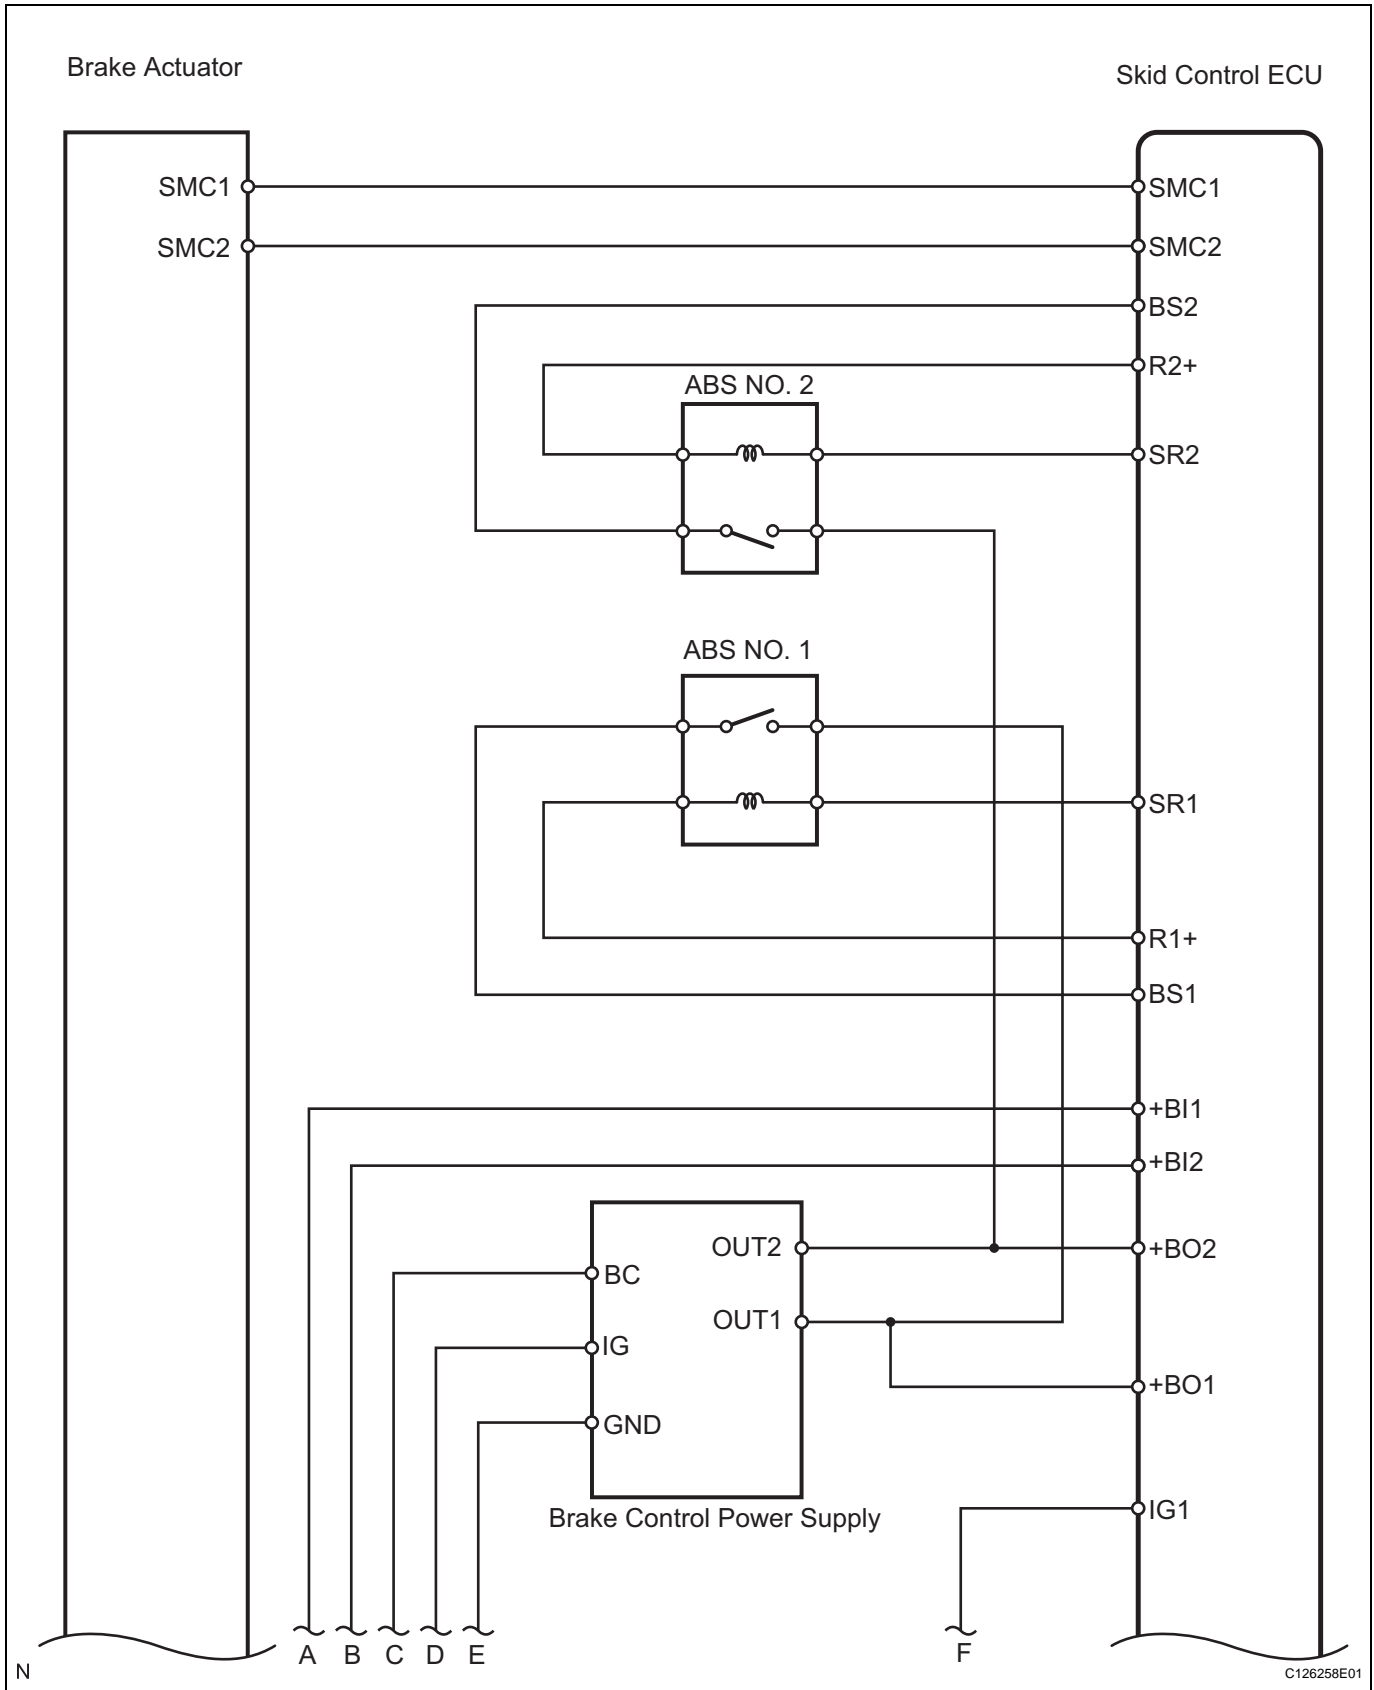 Brake Actuator
Skid Control ECU
SMC1
SMC1
SMC2
SMC2
BS2
R2+
ABS NO. 2
SR2
ABS NO. 1
SR1
R1+
BS1
+BI1
+BI2
OUT2
+BO2
BC
OUT1
IG
+BO1
GND
IG1
Brake Control Power Supply
A B C D E F
N
C126258E01